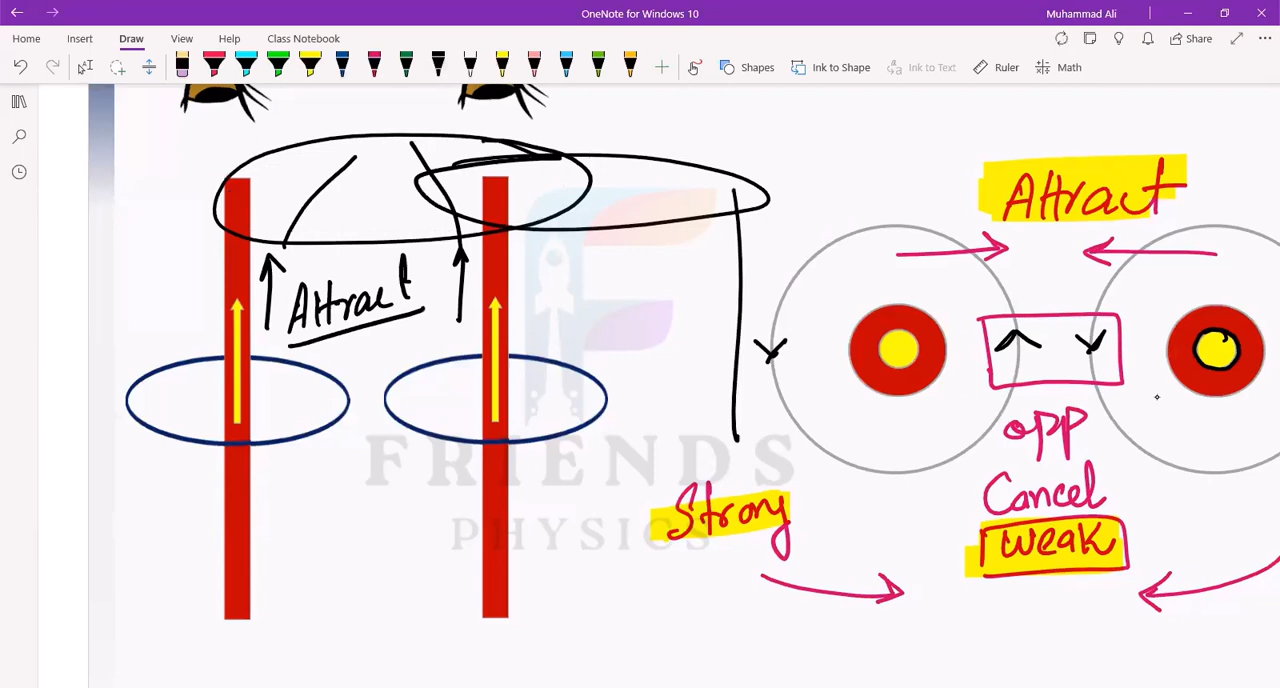 OneNote for Windows 10
Muhammad Ali
Home Insert Draw View Help Class Notebook
Share
Shapes Ink to Shape Ink to Text Ruler Math
Attract
Attract
opp
Cancel
Strong
Weak
FRIENDS
PHYSICS